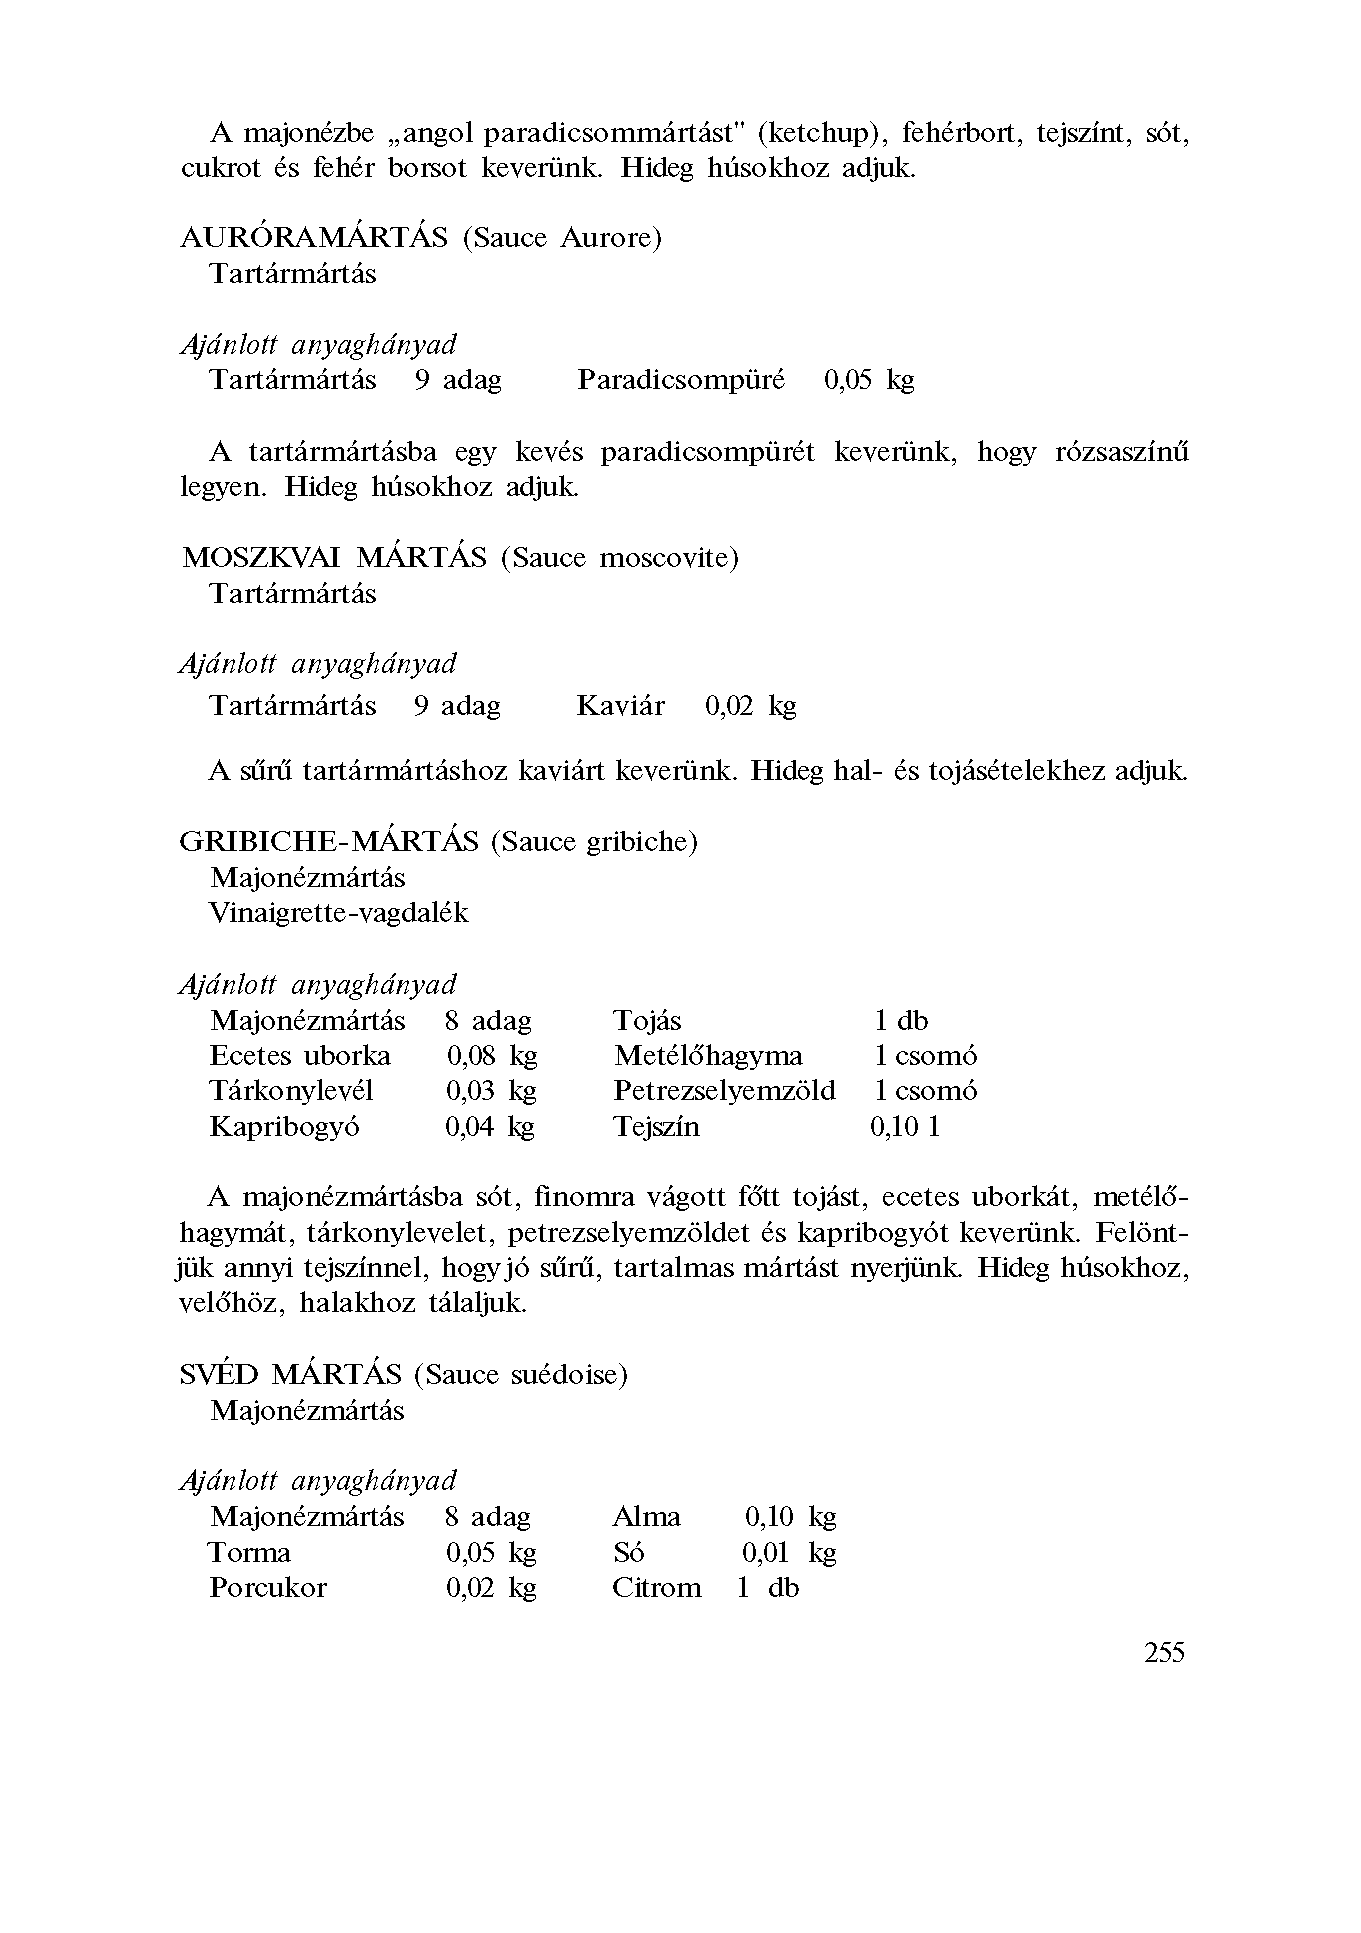 A majonézbe „angol paradicsommártást" (ketchup), fehérbort, tejszínt, sót,
cukrot és fehér borsot keverünk. Hideg húsokhoz adjuk.
AURÓRAMÁRTÁS (Sauce Aurore)
Tartármártás
Ajánlott anyaghányad
Tartármártás 9 adag Paradicsompüré 0,05 kg
A tartármártásba egy kevés paradicsompürét keverünk, hogy rózsaszínű
legyen. Hideg húsokhoz adjuk.
MOSZKVAI MÁRTÁS (Sauce moscovite)
Tartármártás
Ajánlott anyaghányad
Tartármártás 9 adag Kaviár 0,02 kg
A sűrű tartármártáshoz kaviárt keverünk. Hideg hal- és tojásételekhez adjuk.
GRIBICHE-MÁRTÁS (Sauce gribiche)
Majonézmártás
Vinaigrette-vagdalék
Ajánlott anyaghányad
Majonézmártás 8 adag Tojás 1 db
Ecetes uborka 0,08 kg Metélőhagyma 1 csomó
Tárkonylevél 0,03 kg Petrezselyemzöld 1 csomó
Kapribogyó 0,04 kg Tejszín 0,10 1
A majonézmártásba sót, finomra vágott főtt tojást, ecetes uborkát, metélő-
hagymát, tárkonylevelet, petrezselyemzöldet és kapribogyót keverünk. Felönt-
jük annyi tejszínnel, hogy jó sűrű, tartalmas mártást nyerjünk. Hideg húsokhoz,
velőhöz, halakhoz tálaljuk.
SVÉD MÁRTÁS (Sauce suédoise)
Majonézmártás
Ajánlott anyaghányad
Majonézmártás 8 adag Alma 0,10 kg
Torma 0,05 kg Só 0,01 kg
Porcukor 0,02 kg Citrom 1 db
255